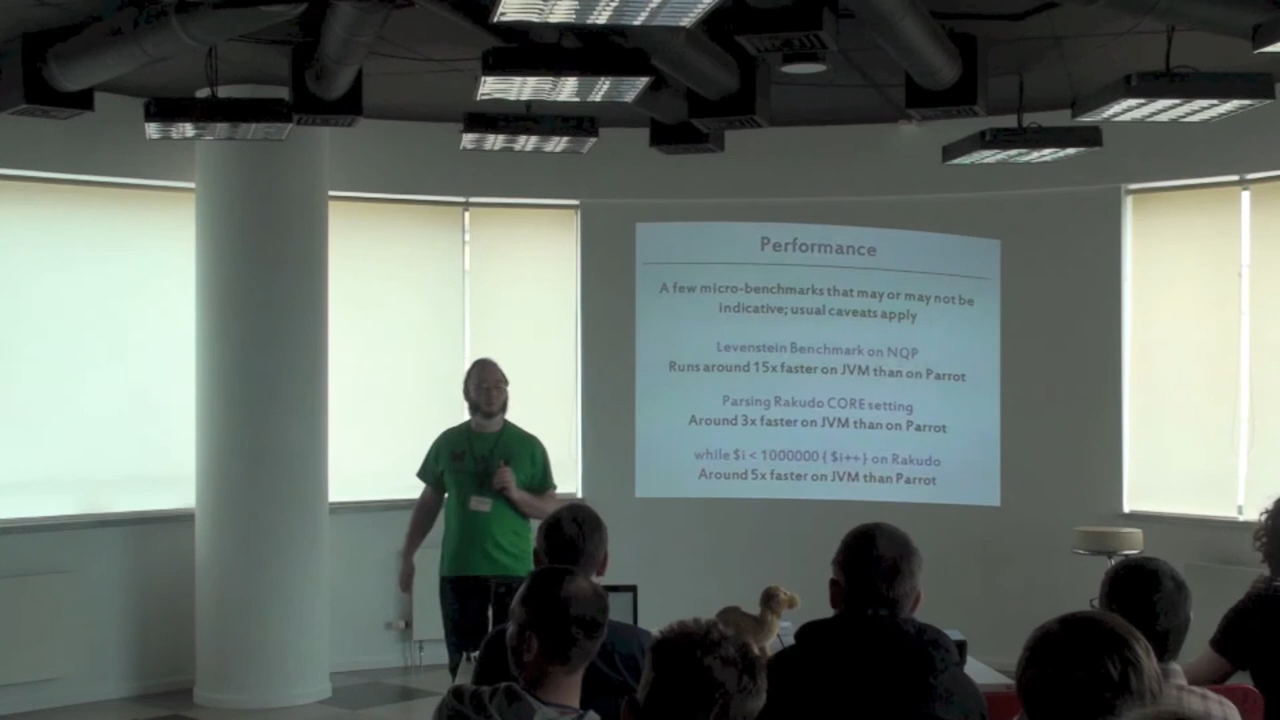 Performance
A few micro-benchmarks that may or may not be
indicative; usual caveats apply
Levenstein Benchmark on NQP
Runs around 15x faster on JVM than on Parrot
Parsing Rakudo CORE setting
Around 3x faster on JVM than on Parrot
while $i < 1000000 { $i++ } on Rakudo
Around 5x faster on JVM than Parrot